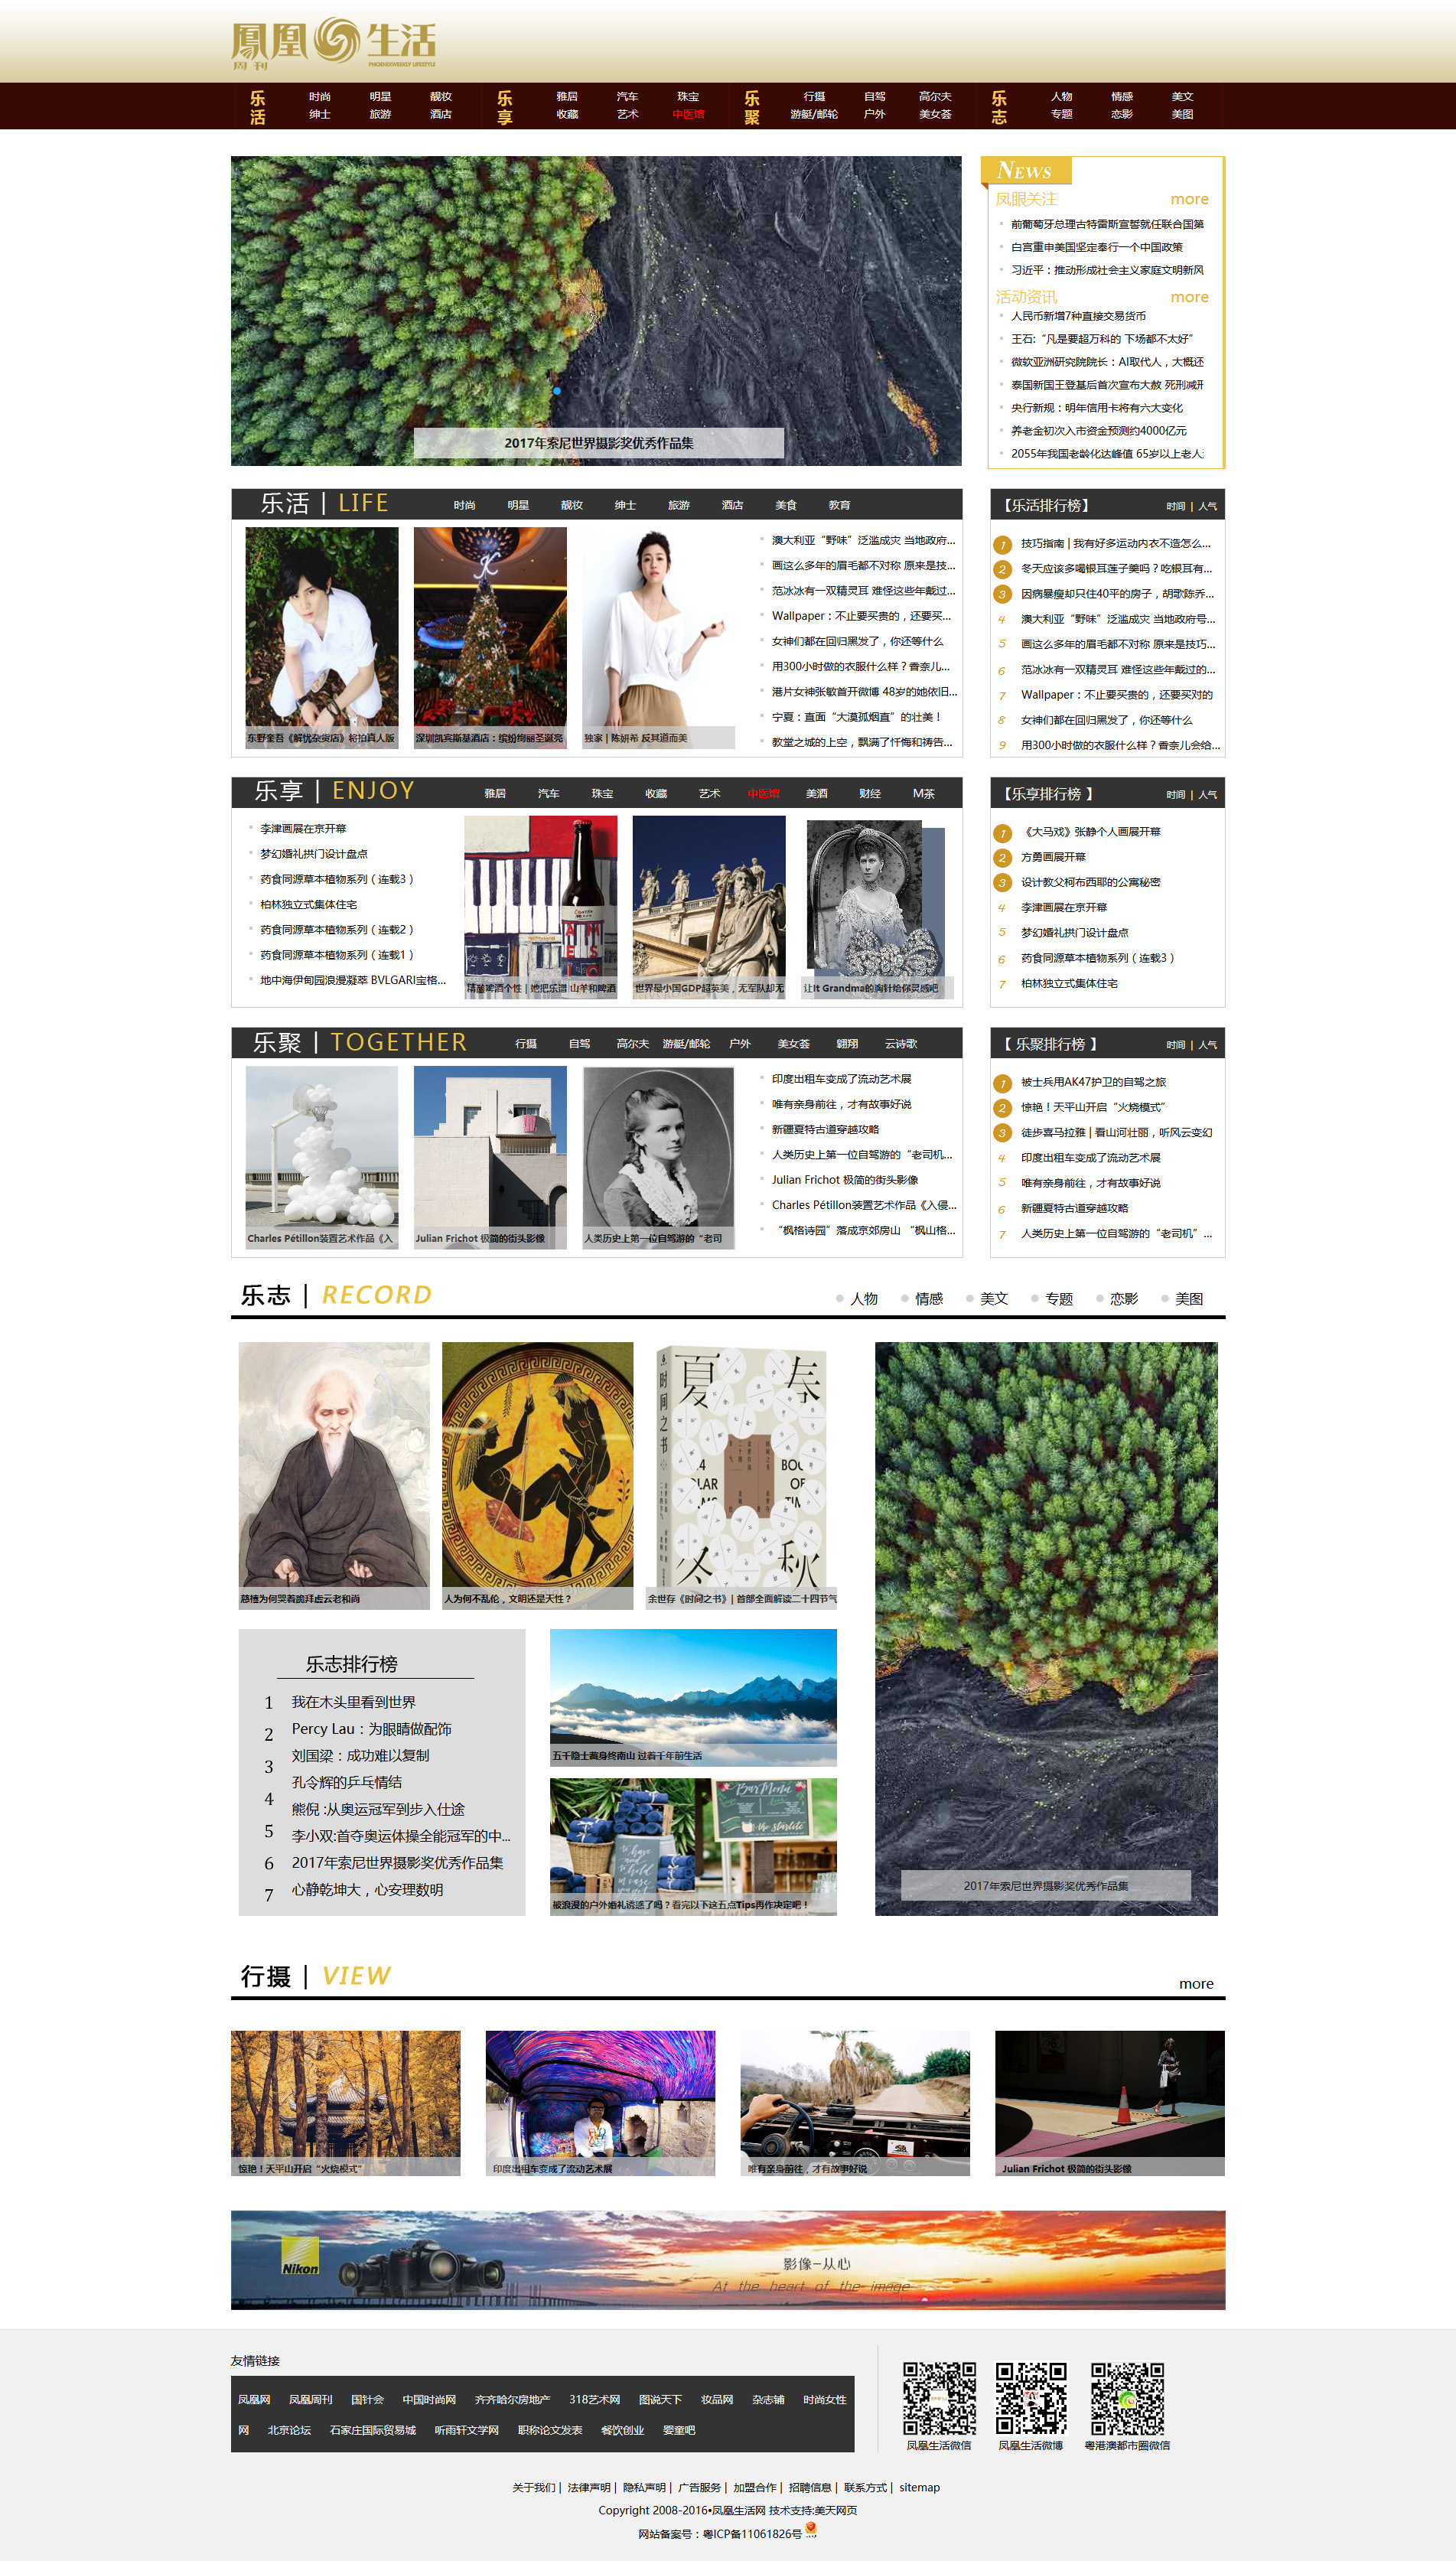 鳳凰生活
周刊
PHOENIXWEEKLY LIFESTYLE
乐活
时尚 明星 靓妆
绅士 旅游 酒店
乐享
雅居 汽车 珠宝
收藏 艺术 中医馆
乐聚
行摄 自驾 高尔夫
游艇/邮轮 户外 美女荟
乐志
人物 情感 美文
专题 恋影 美图
2017年索尼世界摄影奖优秀作品集
NEWS
凤眼关注 more
前葡萄牙总理古特雷斯宣誓就任联合国第
白宫重申美国坚定奉行一个中国政策
习近平：推动形成社会主义家庭文明新风
活动资讯 more
人民币新增7种直接交易货币
王石:“凡是要超万科的 下场都不太好”
微软亚洲研究院院长：AI取代人，大概还
泰国新国王登基后首次宣布大赦 死刑减刑
央行新规：明年信用卡将有六大变化
养老金初次入市资金预测约4000亿元
2055年我国老龄化达峰值 65岁以上老人
乐活 | LIFE
时尚 明星 靓妆 绅士 旅游 酒店 美食 教育
东野奎吾《解忧杂货店》将拍真人版
深圳凯宾斯基酒店：缤纷绚丽圣诞亮
独家 | 陈妍希 反其道而美
澳大利亚“野味”泛滥成灾 当地政府...
画这么多年的眉毛都不对称 原来是技...
范冰冰有一双精灵耳 难怪这些年戴过...
Wallpaper：不止要买贵的，还要买...
女神们都在回归黑发了，你还等什么
用300小时做的衣服什么样？香奈儿...
港片女神张敏首开微博 48岁的她依旧...
宁夏：直面“大漠孤烟直”的壮美！
教堂之城的上空，飘满了忏悔和祷告...
【乐活排行榜】 时间 | 人气
1 技巧指南 | 我有好多运动内衣不造怎么...
2 冬天应该多喝银耳莲子羹吗？吃银耳有...
3 因病暴瘦却只住40平的房子，胡歌陈乔...
4 澳大利亚“野味”泛滥成灾 当地政府号...
5 画这么多年的眉毛都不对称 原来是技巧...
6 范冰冰有一双精灵耳 难怪这些年戴过的...
7 Wallpaper：不止要买贵的，还要买对的
8 女神们都在回归黑发了，你还等什么
9 用300小时做的衣服什么样？香奈儿会给...
乐享 | ENJOY
雅居 汽车 珠宝 收藏 艺术 中医馆 美酒 财经 M茶
李津画展在京开幕
梦幻婚礼拱门设计盘点
药食同源草本植物系列（连载3）
柏林独立式集体住宅
药食同源草本植物系列（连载2）
药食同源草本植物系列（连载1）
地中海伊甸园浪漫凝萃 BVLGARI宝格...
精酿啤酒个性 | 她把乐谱 山羊和啤酒
世界最小国GDP超英美，无军队却无
让It Grandma的胸针给你灵感吧
【乐享排行榜 】 时间 | 人气
1 《大马戏》张静个人画展开幕
2 方勇画展开幕
3 设计教父柯布西耶的公寓秘密
4 李津画展在京开幕
5 梦幻婚礼拱门设计盘点
6 药食同源草本植物系列（连载3）
7 柏林独立式集体住宅
乐聚 | TOGETHER
行摄 自驾 高尔夫 游艇/邮轮 户外 美女荟 翱翔 云诗歌
Charles Pétillon装置艺术作品《入
Julian Frichot 极简的街头影像
人类历史上第一位自驾游的“老司
印度出租车变成了流动艺术展
唯有亲身前往，才有故事好说
新疆夏特古道穿越攻略
人类历史上第一位自驾游的“老司机...
Julian Frichot 极简的街头影像
Charles Pétillon装置艺术作品《入侵...
“枫格诗园”落成京郊房山 “枫山格...
【 乐聚排行榜 】 时间 | 人气
1 被士兵用AK47护卫的自驾之旅
2 惊艳！天平山开启“火烧模式”
3 徒步喜马拉雅 | 看山河壮丽，听风云变幻
4 印度出租车变成了流动艺术展
5 唯有亲身前往，才有故事好说
6 新疆夏特古道穿越攻略
7 人类历史上第一位自驾游的“老司机”...
乐志 | RECORD
人物 情感 美文 专题 恋影 美图
夏 春
时间之书
冬 秋
慈禧为何哭着跪拜虚云老和尚
人为何不乱伦，文明还是天性？
余世存《时间之书》| 首部全面解读二十四节气
乐志排行榜
1 我在木头里看到世界
2 Percy Lau：为眼睛做配饰
3 刘国梁：成功难以复制
孔令辉的乒乓情结
4 熊倪 :从奥运冠军到步入仕途
5 李小双:首夺奥运体操全能冠军的中...
6 2017年索尼世界摄影奖优秀作品集
7 心静乾坤大，心安理数明
五千隐士藏身终南山 过着千年前生活
Bar Menu
被浪漫的户外婚礼诱惑了吗？看完以下这五点Tips再作决定吧！
2017年索尼世界摄影奖优秀作品集
行摄 | VIEW
more
惊艳！天平山开启“火烧模式”
印度出租车变成了流动艺术展
唯有亲身前往，才有故事好说
Julian Frichot 极简的街头影像
Nikon
影像—从心
At the heart of the image
友情链接
凤凰网 凤凰周刊 国针会 中国时尚网 齐齐哈尔房地产 318艺术网 图说天下 妆品网 杂志铺 时尚女性
网 北京论坛 石家庄国际贸易城 听雨轩文学网 职称论文发表 餐饮创业 婴童吧
凤凰生活微信 凤凰生活微博 粤港澳都市圈微信
关于我们 | 法律声明 | 隐私声明 | 广告服务 | 加盟合作 | 招聘信息 | 联系方式 | sitemap
Copyright 2008-2016•凤凰生活网 技术支持:美天网页
网站备案号：粤ICP备11061826号